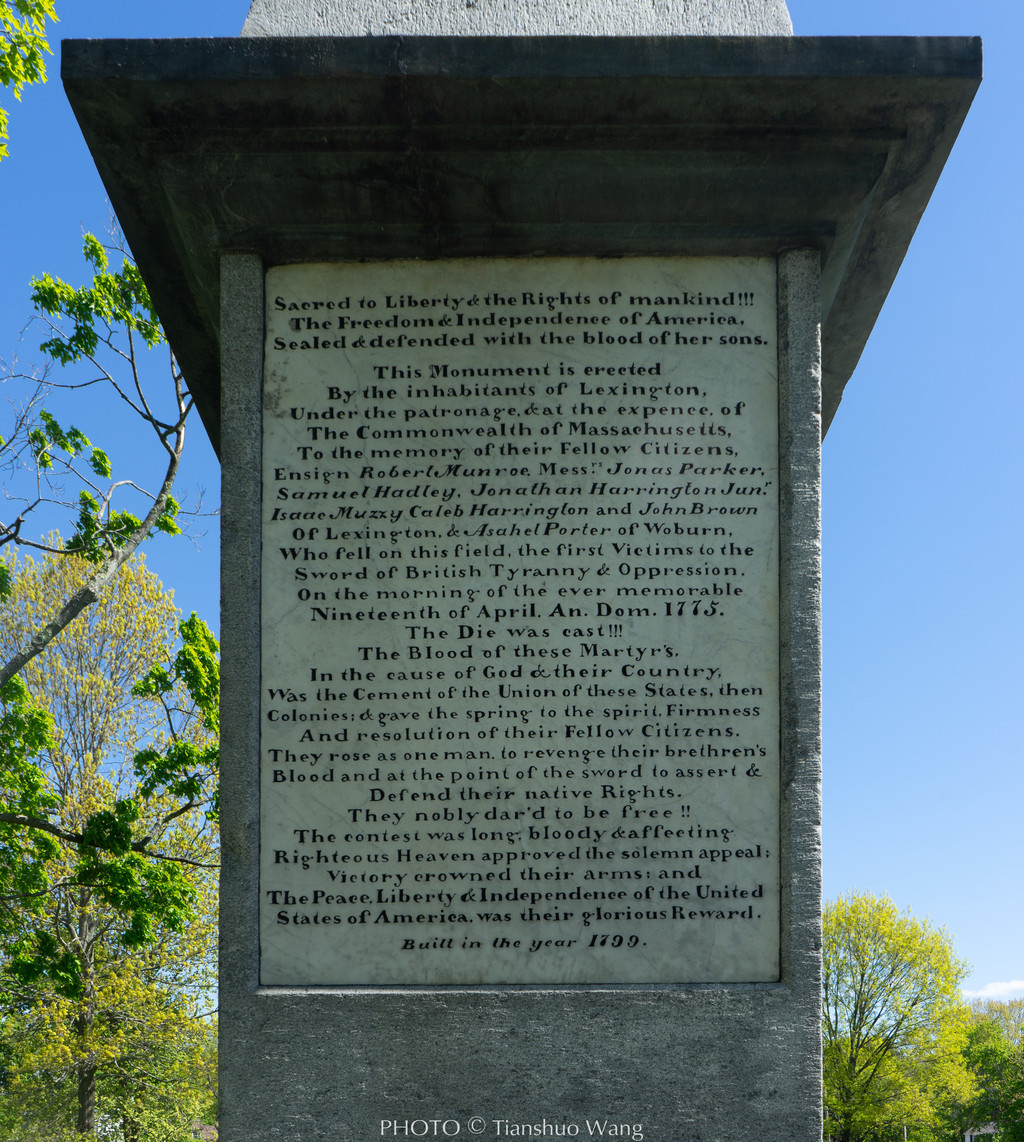 Sacred to Liberty & the Rights of mankind!!!
The Freedom & Independence of America,
Sealed & defended with the blood of her sons.
This Monument is erected
By the inhabitants of Lexington,
Under the patronage, & at the expence, of
The Commonwealth of Massachusetts,
To the memory of their Fellow Citizens,
Ensign Robert Munroe, Mess.rs Jonas Parker,
Samuel Hadley, Jonathan Harrington Jun.r
Isaac Muzzy Caleb Harrington and John Brown
Of Lexington, & Asahel Porter of Woburn,
Who fell on this field, the first Victims to the
Sword of British Tyranny & Oppression.
On the morning of the ever memorable
Nineteenth of April. An. Dom. 1775.
The Die was cast!!!
The Blood of these Martyr's,
In the cause of God & their Country,
Was the Cement of the Union of these States, then
Colonies; & gave the spring to the spirit, Firmness
And resolution of their Fellow Citizens.
They rose as one man, to revenge their brethren's
Blood and at the point of the sword to assert &
Defend their native Rights.
They nobly dar'd to be free!!
The contest was long, bloody & affecting
Righteous Heaven approved the solemn appeal;
Victory crowned their arms; and
The Peace, Liberty & Independence of the United
States of America, was their glorious Reward.
Built in the year 1799.
PHOTO © Tianshuo Wang